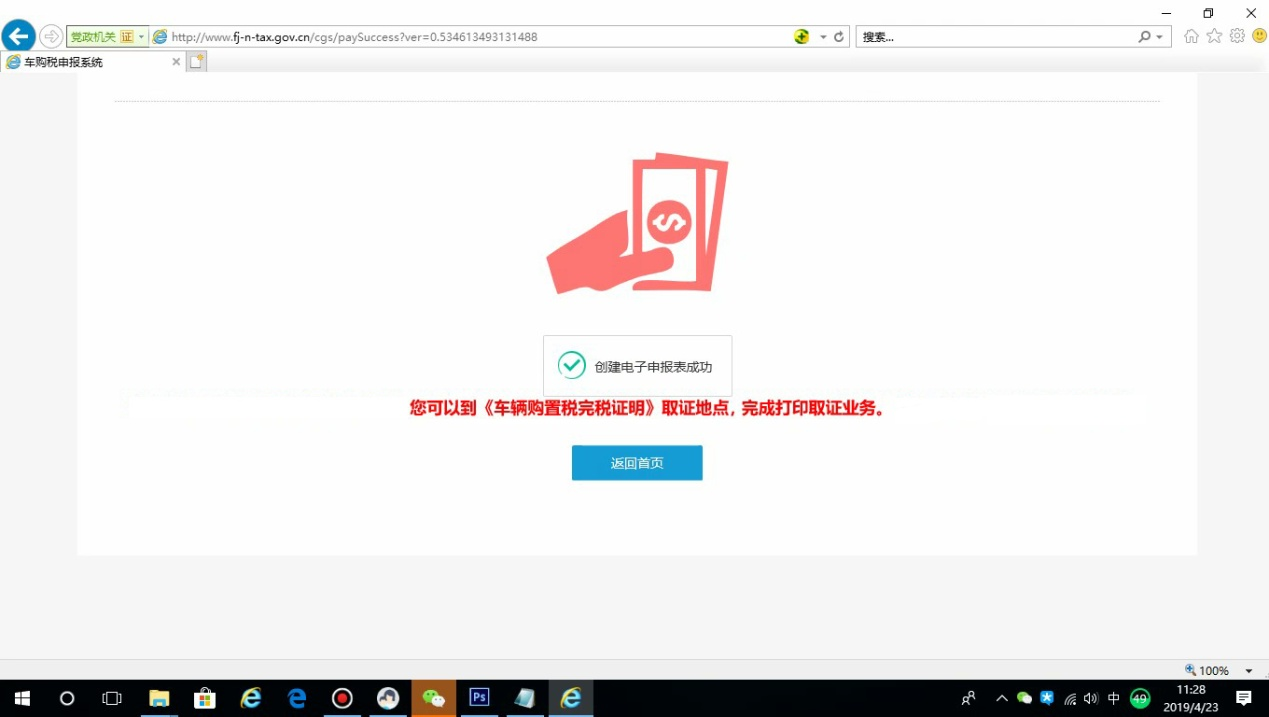 党政机关 证
http://www.fj-n-tax.gov.cn/cgs/paySuccess?ver=0.534613493131488
搜索...
车购税申报系统
创建电子申报表成功
您可以到《车辆购置税完税证明》取证地点，完成打印取证业务。
返回首页
100%
Ps
中
49
11:28
2019/4/23